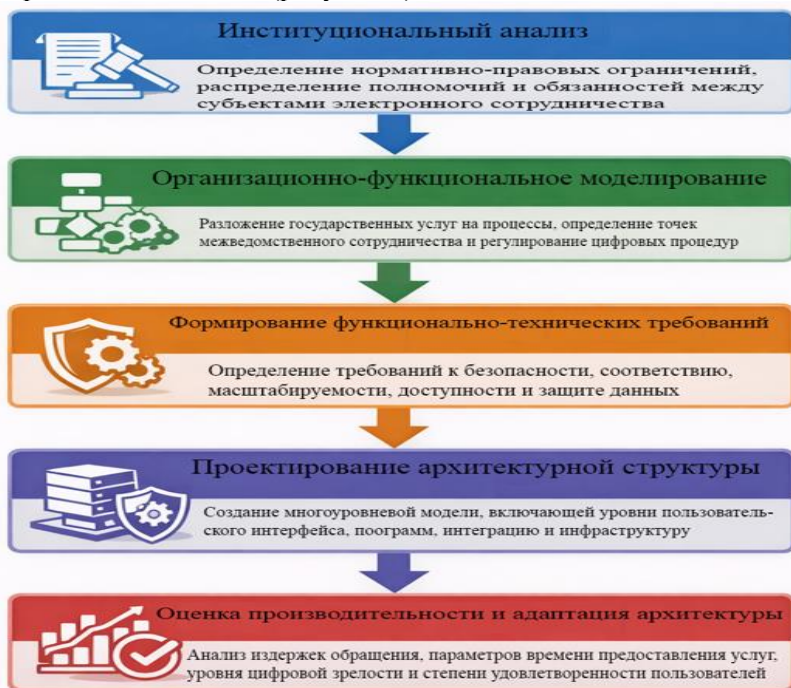 Институциональный анализ
Определение нормативно-правовых ограничений,
распределение полномочий и обязанностей между
субъектами электронного сотрудничества
Организационно-функциональное моделирование
Разложение государственных услуг на процессы, определение точек
межведомственного сотрудничества и регулирование цифровых процедур
Формирование функционально-технических требований
Определение требований к безопасности, соответствию,
масштабируемости, доступности и защите данных
Проектирование архитектурной структуры
Создание многоуровневой модели, включающей уровни пользователь-
ского интерфейса, поограмм, интеграцию и инфраструктуру
Оценка производительности и адаптация архитектуры
Анализ издержек обращения, параметров времени предоставления услуг,
уровня цифровой зрелости и степени удовлетворенности пользователей